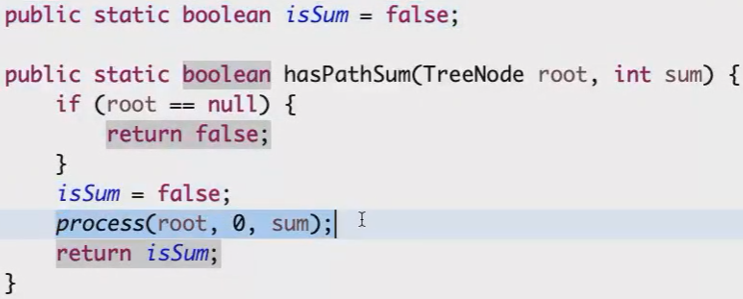 public static boolean isSum = false;
public static boolean hasPathSum(TreeNode root, int sum) {
if (root == null) {
return false;
}
isSum = false;
process(root, 0, sum);
return isSum;
}